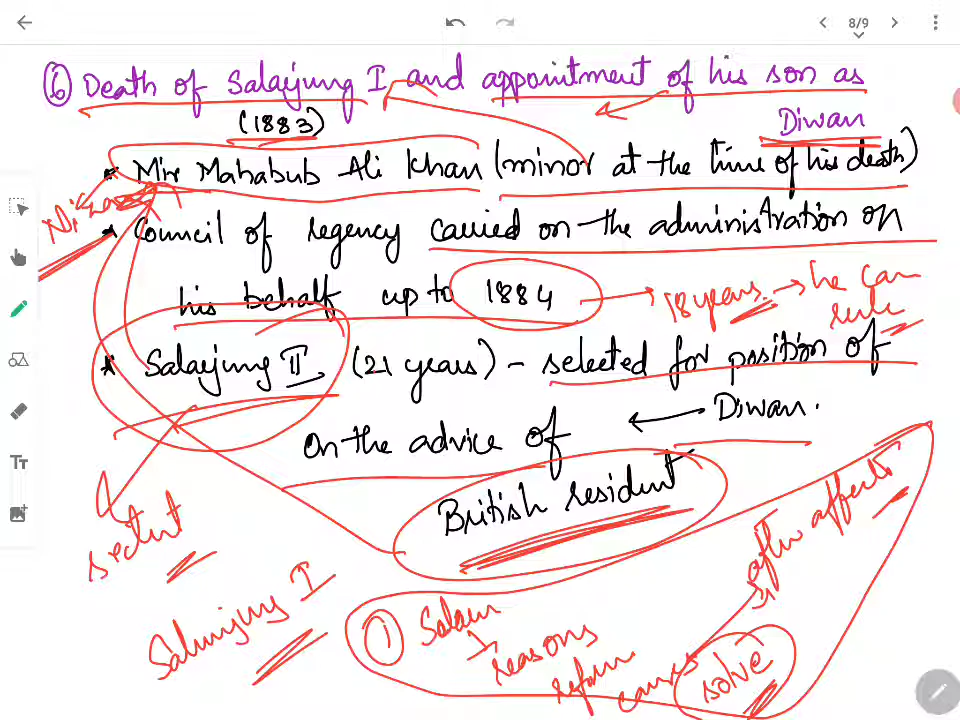 8/9
⑥ Death of Salarjung I and appointment of his son as
(1883)
Diwan
Mir Mahabub Ali Khan (minor at the time of his death)
Nizam
Council of regency carried on the administration on
his behalf up to 1884
18 years → he can
rule
Salarjung II (21 years) - selected for position of
Diwan.
on the advice of
British resident
Salarjung I
① Salar
reasons
reform
causes
solve
after affects
Tт